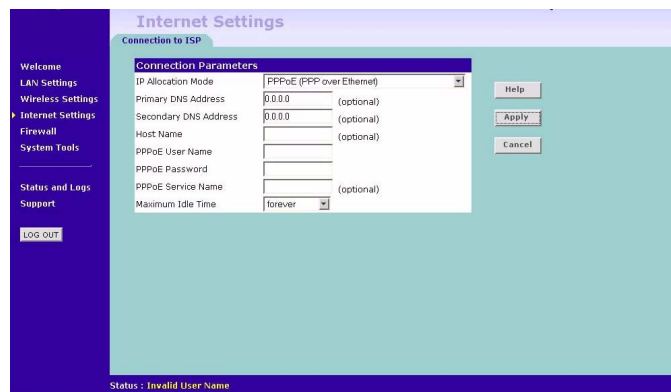 Internet Settings
Connection to ISP
Welcome
LAN Settings
Wireless Settings
Internet Settings
Firewall
System Tools
Status and Logs
Support
LOG OUT
Connection Parameters
IP Allocation Mode PPPoE (PPP over Ethernet)
Primary DNS Address 0.0.0.0 (optional)
Secondary DNS Address 0.0.0.0 (optional)
Host Name (optional)
PPPoE User Name
PPPoE Password
PPPoE Service Name (optional)
Maximum Idle Time forever
Help
Apply
Cancel
Status : Invalid User Name